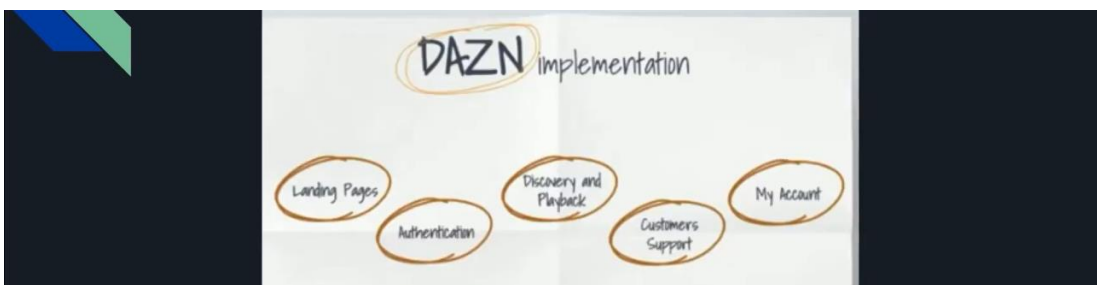 DAZN implementation
Landing Pages
Authentication
Discovery and
Playback
Customers
Support
My Account